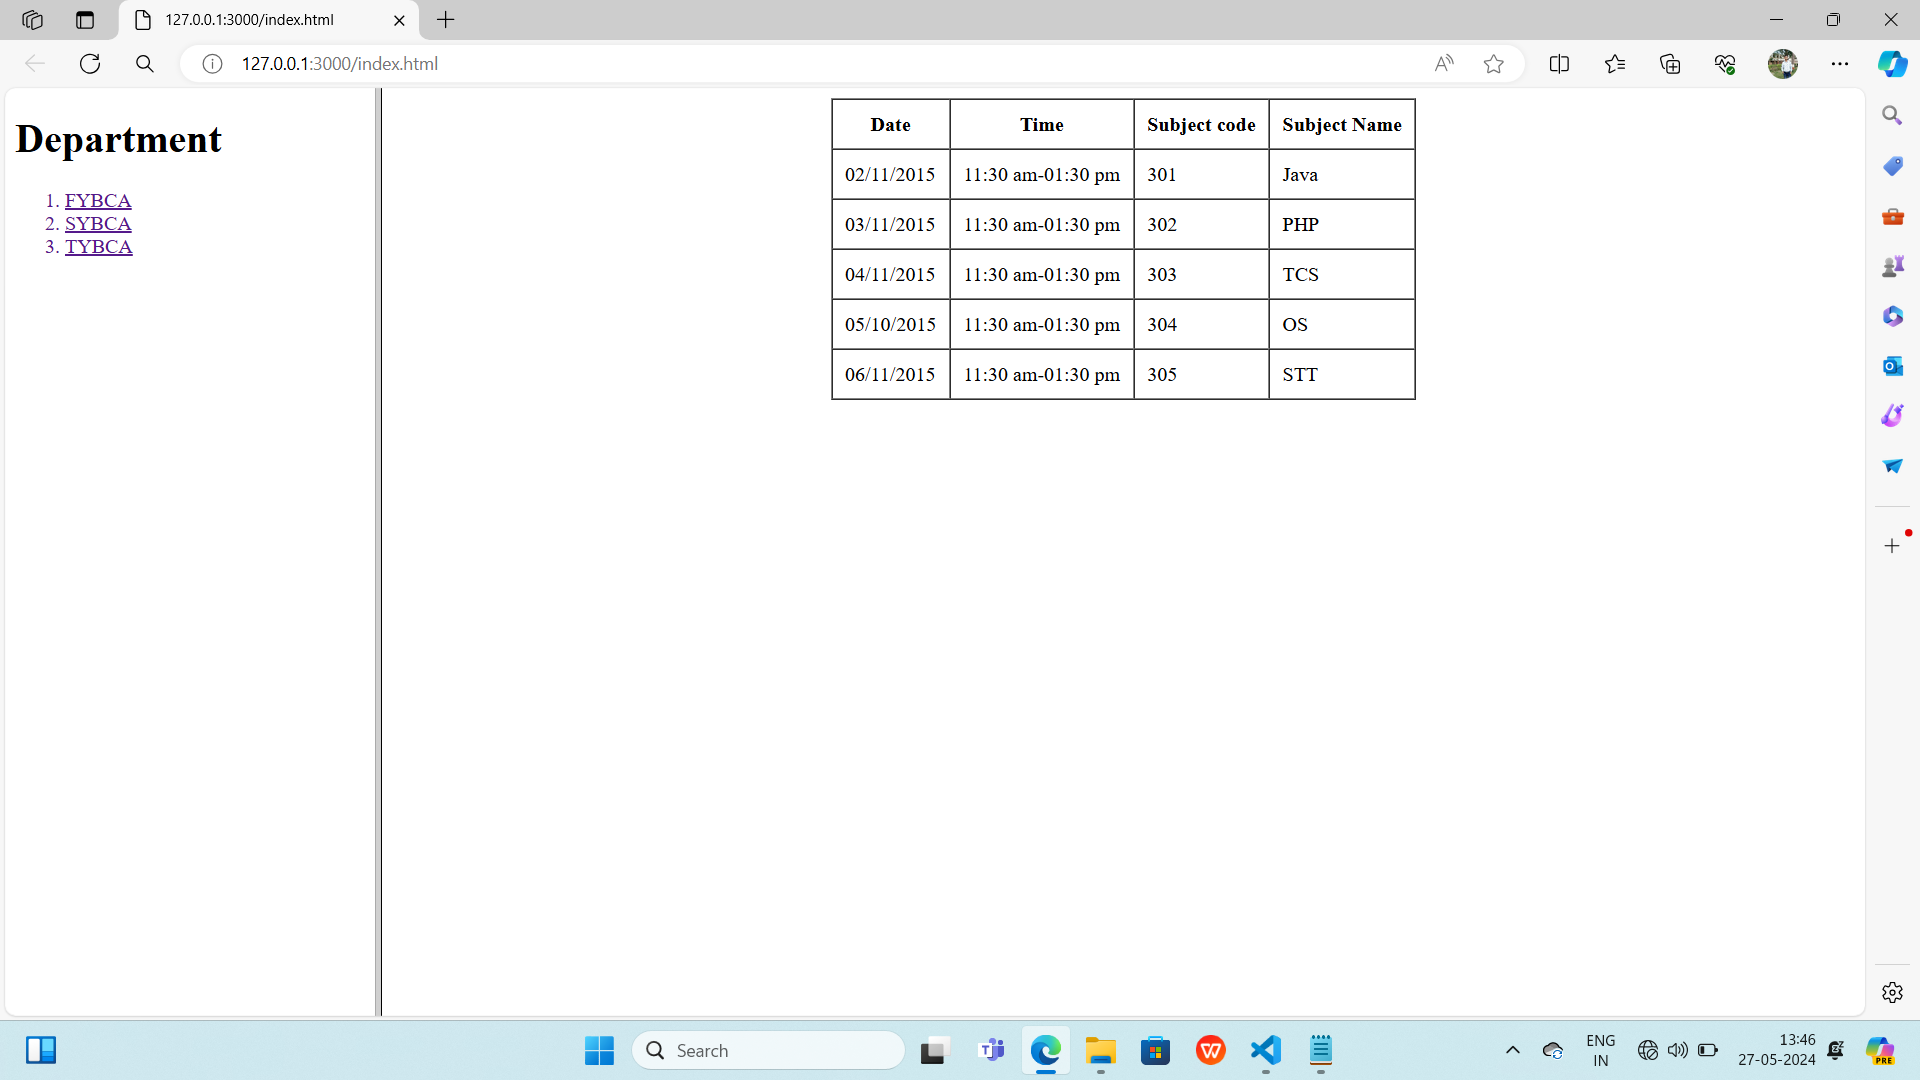 127.0.0.1:3000/index.html
127.0.0.1:3000/index.html
Department
1. FYBCA
2. SYBCA
3. TYBCA
Date Time Subject code Subject Name
02/11/2015 11:30 am-01:30 pm 301 Java
03/11/2015 11:30 am-01:30 pm 302 PHP
04/11/2015 11:30 am-01:30 pm 303 TCS
05/10/2015 11:30 am-01:30 pm 304 OS
06/11/2015 11:30 am-01:30 pm 305 STT
Search
ENG
IN
13:46
27-05-2024
PRE